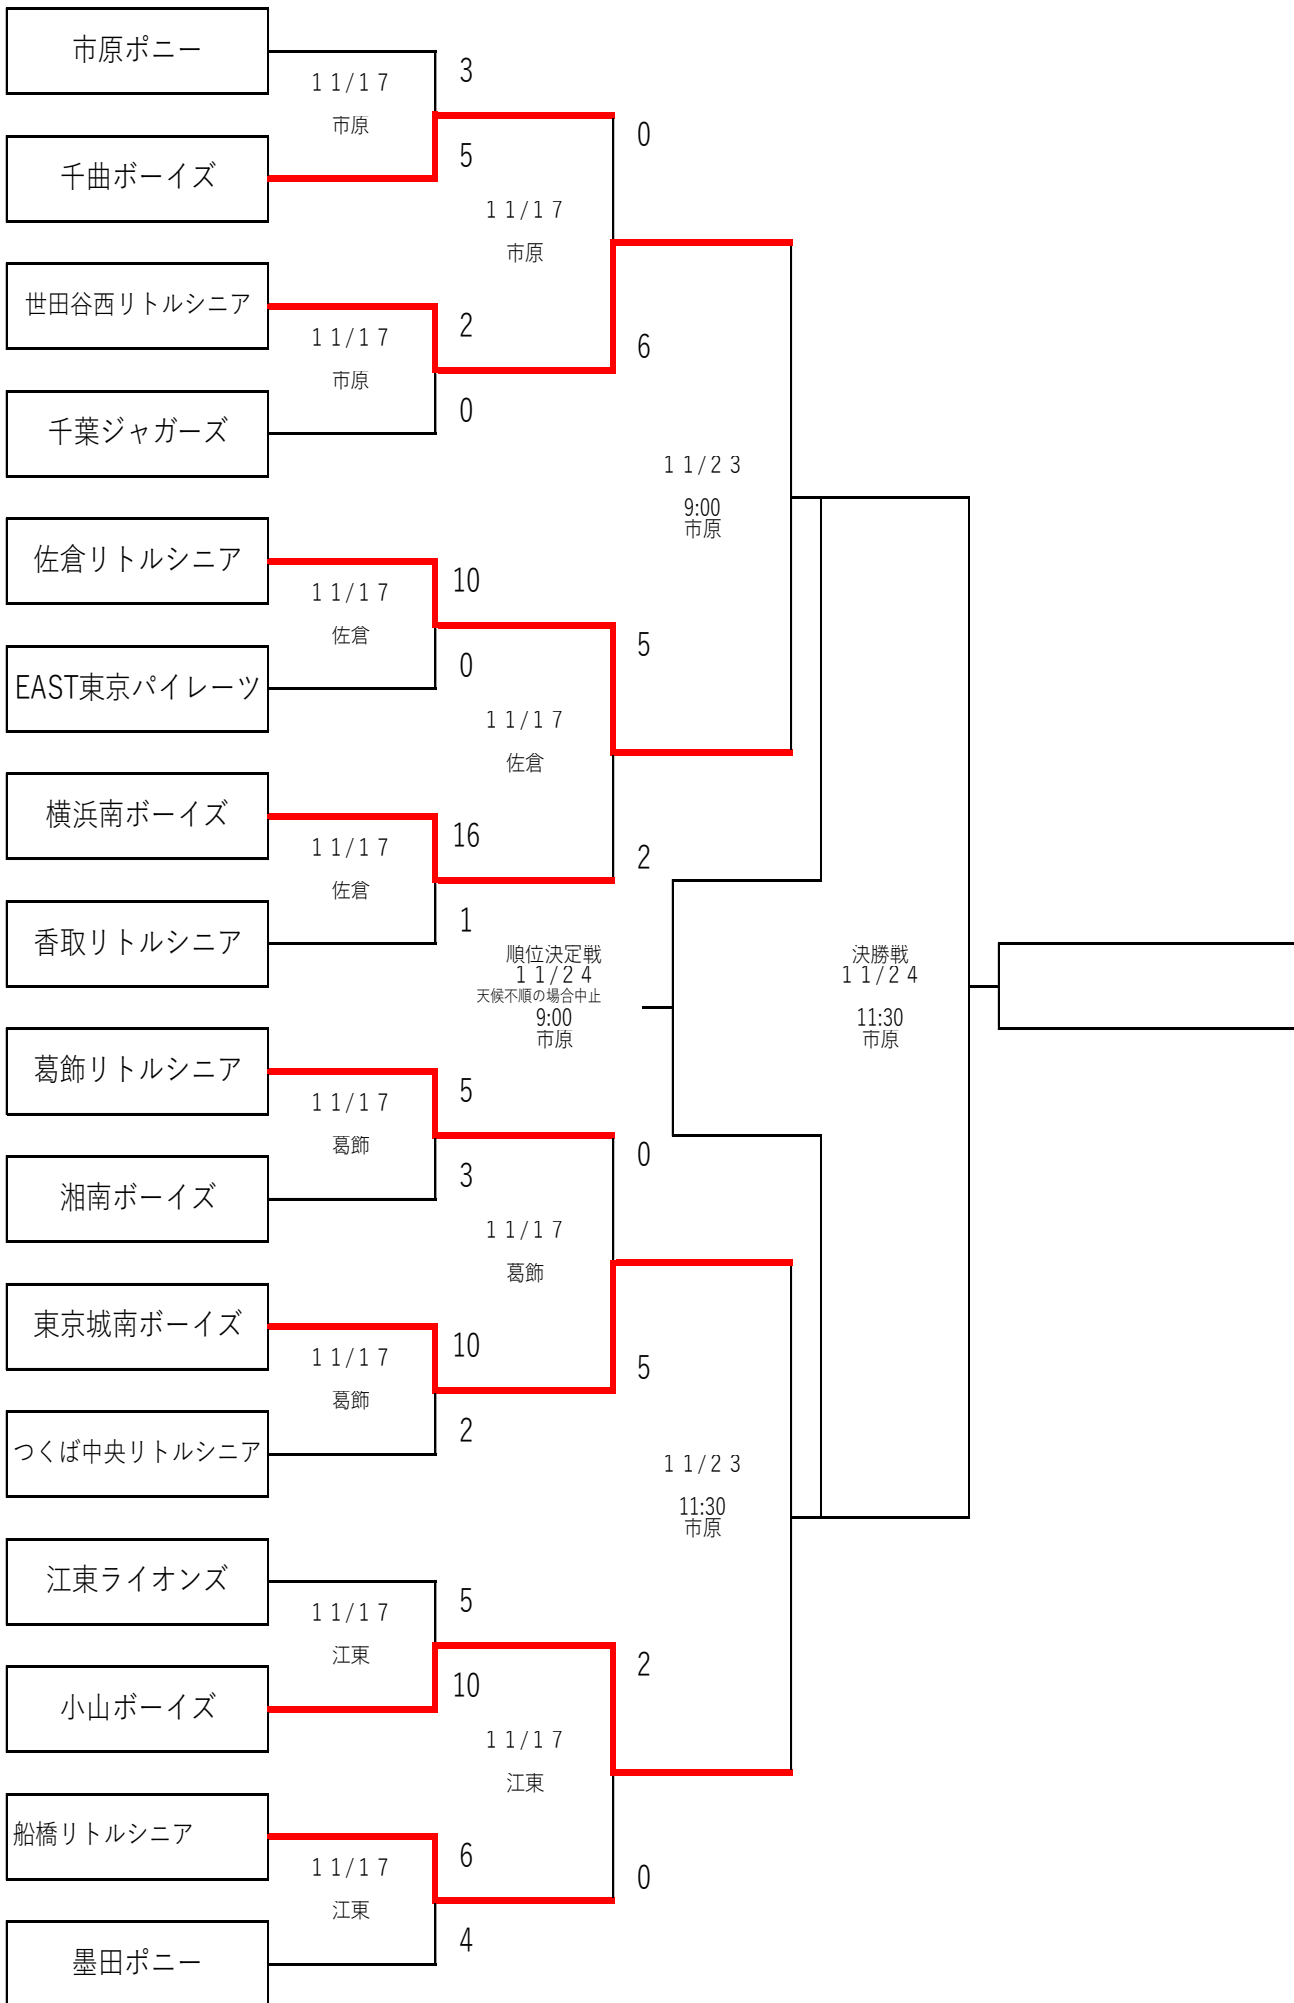 市原ポニー
3
１１/１７
市原
0
千曲ボーイズ
5
１１/１７
市原
世田谷西リトルシニア
2
１１/１７
市原
6
千葉ジャガーズ
0
１１/２３
9:00
市原
佐倉リトルシニア
10
１１/１７
佐倉
5
EAST東京パイレーツ
0
１１/１７
佐倉
横浜南ボーイズ
16
１１/１７
佐倉
2
香取リトルシニア
1
順位決定戦
１１/２４
天候不順の場合中止
9:00
市原
決勝戦
１１/２４
11:30
市原
葛飾リトルシニア
5
１１/１７
葛飾
0
湘南ボーイズ
3
１１/１７
葛飾
東京城南ボーイズ
10
１１/１７
葛飾
5
つくば中央リトルシニア
2
１１/２３
11:30
市原
江東ライオンズ
5
１１/１７
江東
2
小山ボーイズ
10
１１/１７
江東
船橋リトルシニア
6
１１/１７
江東
0
墨田ポニー
4